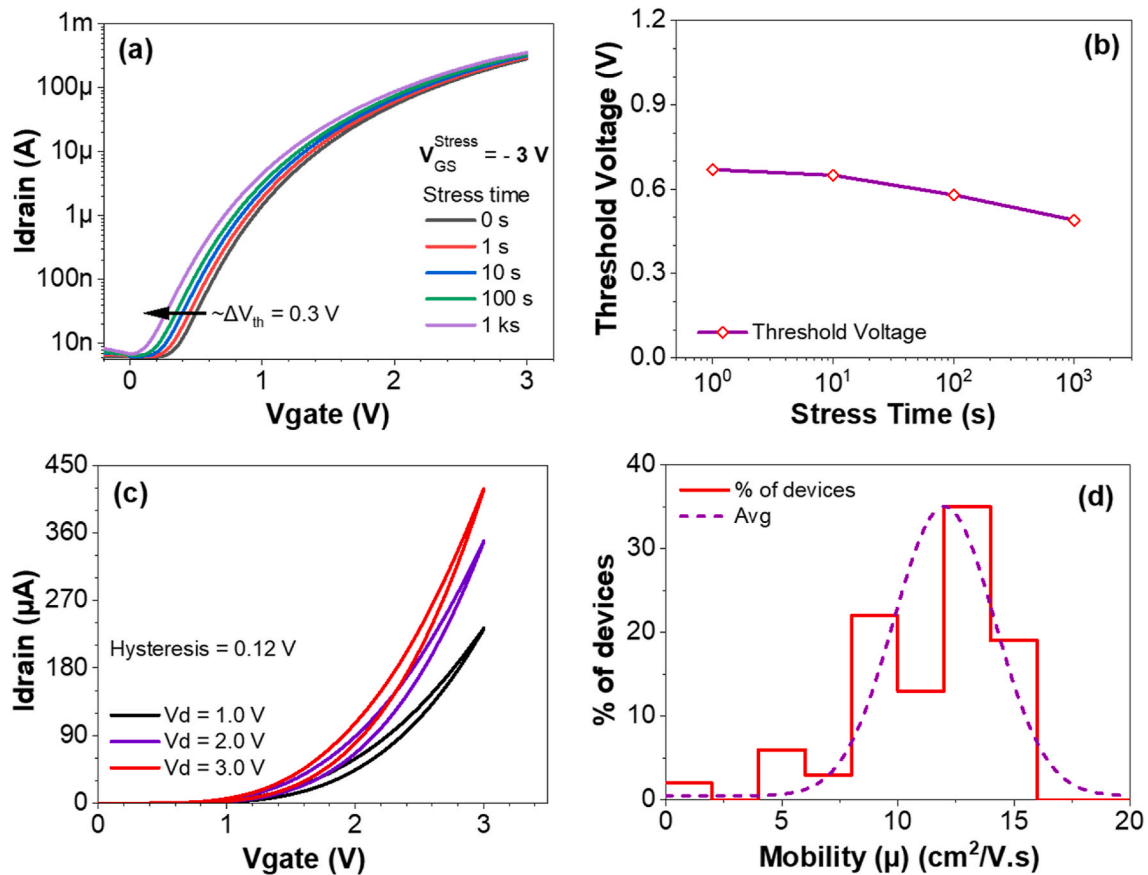 (a)
1m
100µ
10µ
1µ
100n
10n
Idrain (A)
V_GS^Stress = - 3 V
Stress time
0 s
1 s
10 s
100 s
1 ks
~ΔV_th = 0.3 V
0 1 2 3
Vgate (V)
(b)
1.2
0.9
0.6
0.3
0.0
Threshold Voltage (V)
Threshold Voltage
10^0 10^1 10^2 10^3
Stress Time (s)
(c)
450
360
270
180
90
0
Idrain (µA)
Hysteresis = 0.12 V
Vd = 1.0 V
Vd = 2.0 V
Vd = 3.0 V
0 1 2 3
Vgate (V)
(d)
40
30
20
10
0
% of devices
% of devices
Avg
0 5 10 15 20
Mobility (µ) (cm²/V.s)